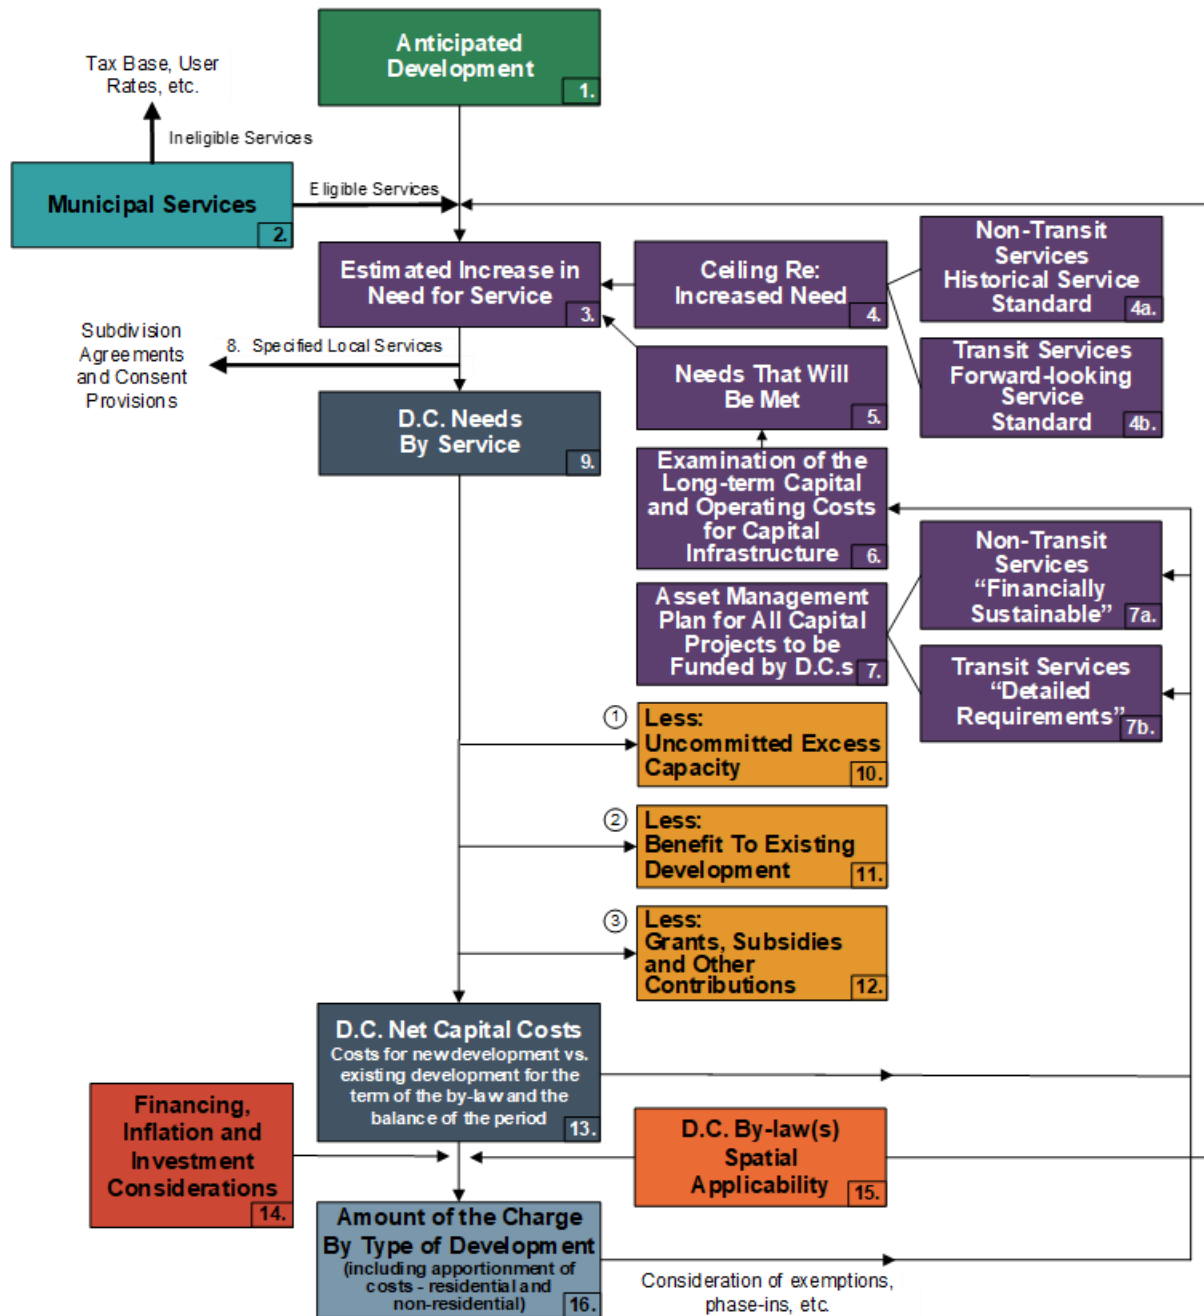 Anticipated
Development
1.
Tax Base, User
Rates, etc.
Ineligible Services
Municipal Services
2.
Eligible Services
Estimated Increase in
Need for Service
3.
Ceiling Re:
Increased Need
4.
Non-Transit
Services
Historical Service
Standard
4a.
Transit Services
Forward-looking
Service
Standard
4b.
8. Specified Local Services
Subdivision
Agreements
and Consent
Provisions
Needs That Will
Be Met
5.
D.C. Needs
By Service
9.
Examination of the
Long-term Capital
and Operating Costs
for Capital
Infrastructure
6.
Asset Management
Plan for All Capital
Projects to be
Funded by D.C.s
7.
Non-Transit
Services
“Financially
Sustainable”
7a.
Transit Services
“Detailed
Requirements”
7b.
1
Less:
Uncommitted Excess
Capacity
10.
2
Less:
Benefit To Existing
Development
11.
3
Less:
Grants, Subsidies
and Other
Contributions
12.
D.C. Net Capital Costs
Costs for new development vs.
existing development for the
term of the by-law and the
balance of the period
13.
Financing,
Inflation and
Investment
Considerations
14.
D.C. By-law(s)
Spatial
Applicability
15.
Amount of the Charge
By Type of Development
(including apportionment of
costs - residential and
non-residential)
16.
Consideration of exemptions,
phase-ins, etc.